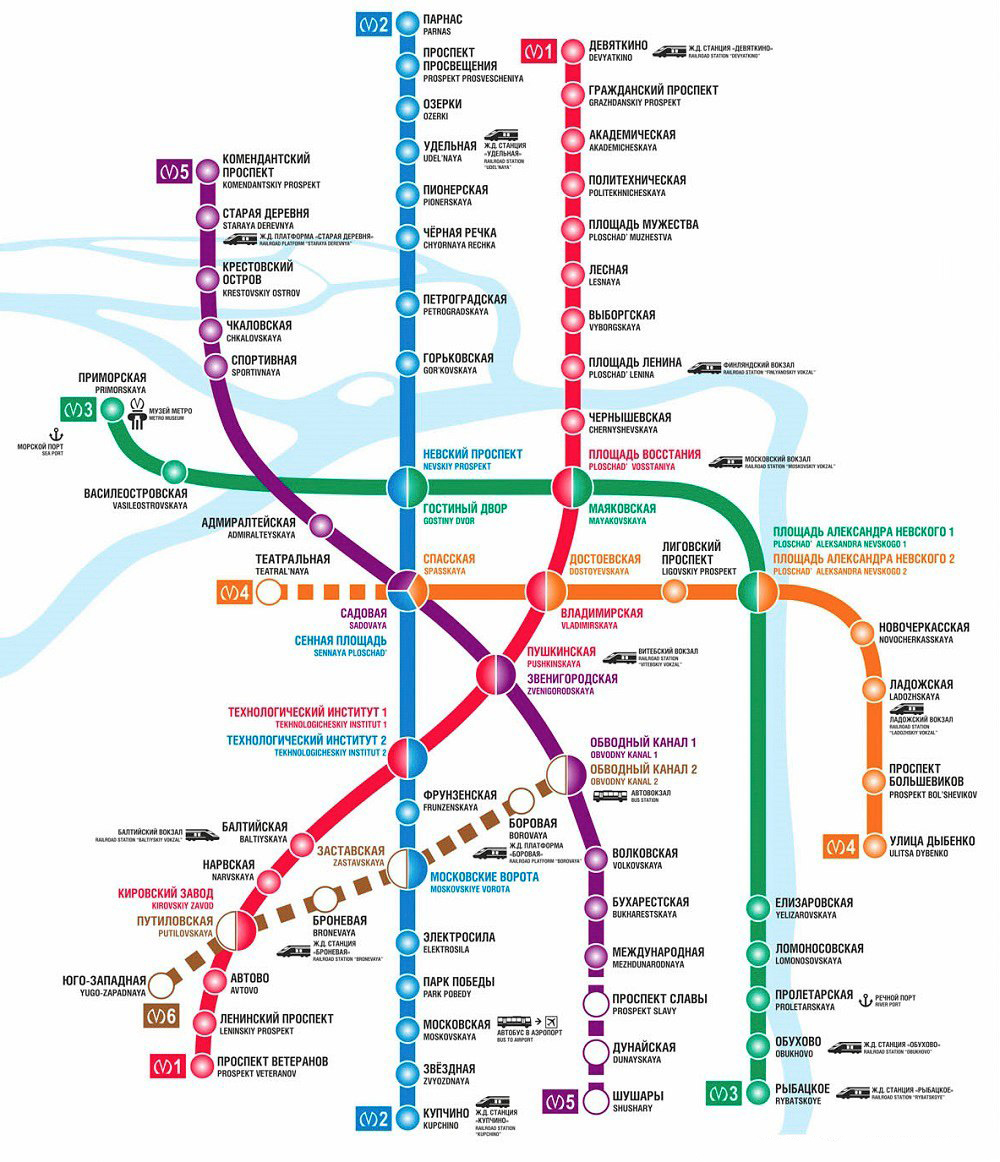 2
ПАРНАС
PARNAS
ПРОСПЕКТ
ПРОСВЕЩЕНИЯ
PROSPEKT PROSVESCHENIYA
ОЗЕРКИ
OZERKI
УДЕЛЬНАЯ
UDEL'NAYA
Ж.Д. СТАНЦИЯ
«УДЕЛЬНАЯ»
RAILROAD STATION
"UDEL'NAYA"
ПИОНЕРСКАЯ
PIONERSKAYA
ЧЁРНАЯ РЕЧКА
CHYORNAYA RECHKA
ПЕТРОГРАДСКАЯ
PETROGRADSKAYA
ГОРЬКОВСКАЯ
GOR'KOVSKAYA
1
ДЕВЯТКИНО
DEVYATKINO
Ж.Д. СТАНЦИЯ «ДЕВЯТКИНО»
RAILROAD STATION "DEVYATKINO"
ГРАЖДАНСКИЙ ПРОСПЕКТ
GRAZHDANSKIY PROSPEKT
АКАДЕМИЧЕСКАЯ
AKADEMICHESKAYA
ПОЛИТЕХНИЧЕСКАЯ
POLITEKHNICHESKAYA
ПЛОЩАДЬ МУЖЕСТВА
PLOSCHAD' MUZHESTVA
ЛЕСНАЯ
LESNAYA
ВЫБОРГСКАЯ
VYBORGSKAYA
ПЛОЩАДЬ ЛЕНИНА
PLOSCHAD' LENINA
ФИНЛЯНДСКИЙ ВОКЗАЛ
RAILROAD STATION "FINLYANDSKIY VOKZAL"
ЧЕРНЫШЕВСКАЯ
CHERNYSHEVSKAYA
5
КОМЕНДАНТСКИЙ
ПРОСПЕКТ
KOMENDANTSKIY PROSPEKT
СТАРАЯ ДЕРЕВНЯ
STARAYA DEREVNYA
Ж.Д. ПЛАТФОРМА «СТАРАЯ ДЕРЕВНЯ»
RAILROAD PLATFORM "STARAYA DEREVNYA"
КРЕСТОВСКИЙ
ОСТРОВ
KRESTOVSKIY OSTROV
ЧКАЛОВСКАЯ
CHKALOVSKAYA
СПОРТИВНАЯ
SPORTIVNAYA
ПРИМОРСКАЯ
PRIMORSKAYA
3
МУЗЕЙ МЕТРО
METRO MUSEUM
МОРСКОЙ ПОРТ
SEA PORT
ВАСИЛЕОСТРОВСКАЯ
VASILEOSTROVSKAYA
НЕВСКИЙ ПРОСПЕКТ
NEVSKIY PROSPEKT
ГОСТИНЫЙ ДВОР
GOSTINY DVOR
ПЛОЩАДЬ ВОССТАНИЯ
PLOSCHAD' VOSSTANIYA
МОСКОВСКИЙ ВОКЗАЛ
RAILROAD STATION "MOSKOVSKIY VOKZAL"
МАЯКОВСКАЯ
MAYAKOVSKAYA
АДМИРАЛТЕЙСКАЯ
ADMIRALTEYSKAYA
ТЕАТРАЛЬНАЯ
TEATRAL'NAYA
4
СПАССКАЯ
SPASSKAYA
САДОВАЯ
SADOVAYA
СЕННАЯ ПЛОЩАДЬ
SENNAYA PLOSCHAD'
ДОСТОЕВСКАЯ
DOSTOYEVSKAYA
ВЛАДИМИРСКАЯ
VLADIMIRSKAYA
ЛИГОВСКИЙ
ПРОСПЕКТ
LIGOVSKIY PROSPEKT
ПЛОЩАДЬ АЛЕКСАНДРА НЕВСКОГО 1
PLOSCHAD' ALEKSANDRA NEVSKOGO 1
ПЛОЩАДЬ АЛЕКСАНДРА НЕВСКОГО 2
PLOSCHAD' ALEKSANDRA NEVSKOGO 2
НОВОЧЕРКАССКАЯ
NOVOCHERKASSKAYA
ЛАДОЖСКАЯ
LADOZHSKAYA
ЛАДОЖСКИЙ ВОКЗАЛ
RAILROAD STATION
"LADOZHSKIY VOKZAL"
ПРОСПЕКТ
БОЛЬШЕВИКОВ
PROSPEKT BOL'SHEVIKOV
4
УЛИЦА ДЫБЕНКО
ULITSA DYBENKO
ПУШКИНСКАЯ
PUSHKINSKAYA
ВИТЕБСКИЙ ВОКЗАЛ
RAILROAD STATION
"VITEBSKIY VOKZAL"
ЗВЕНИГОРОДСКАЯ
ZVENIGORODSKAYA
ТЕХНОЛОГИЧЕСКИЙ ИНСТИТУТ 1
TEKHNOLOGICHESKIY INSTITUT 1
ТЕХНОЛОГИЧЕСКИЙ ИНСТИТУТ 2
TEKHNOLOGICHESKIY INSTITUT 2
ОБВОДНЫЙ КАНАЛ 1
OBVODNY KANAL 1
ОБВОДНЫЙ КАНАЛ 2
OBVODNY KANAL 2
АВТОВОКЗАЛ
BUS STATION
ФРУНЗЕНСКАЯ
FRUNZENSKAYA
БОРОВАЯ
BOROVAYA
Ж.Д. ПЛАТФОРМА
«БОРОВАЯ»
RAILROAD PLATFORM "BOROVAYA"
БАЛТИЙСКИЙ ВОКЗАЛ
RAILROAD STATION "BALTIYSKIY VOKZAL"
БАЛТИЙСКАЯ
BALTIYSKAYA
НАРВСКАЯ
NARVSKAYA
ЗАСТАВСКАЯ
ZASTAVSKAYA
МОСКОВСКИЕ ВОРОТА
MOSKOVSKIYE VOROTA
КИРОВСКИЙ ЗАВОД
KIROVSKIY ZAVOD
ПУТИЛОВСКАЯ
PUTILOVSKAYA
БРОНЕВАЯ
BRONEVAYA
Ж.Д. СТАНЦИЯ
«БРОНЕВАЯ»
RAILROAD STATION "BRONEVAYA"
ЮГО-ЗАПАДНАЯ
YUGO-ZAPADNAYA
6
АВТОВО
AVTOVO
ЛЕНИНСКИЙ ПРОСПЕКТ
LENINSKIY PROSPEKT
1
ПРОСПЕКТ ВЕТЕРАНОВ
PROSPEKT VETERANOV
ЭЛЕКТРОСИЛА
ELEKTROSILA
ПАРК ПОБЕДЫ
PARK POBEDY
МОСКОВСКАЯ
MOSKOVSKAYA
АВТОБУС В АЭРОПОРТ
BUS TO AIRPORT
ЗВЁЗДНАЯ
ZVYOZDNAYA
2
КУПЧИНО
KUPCHINO
Ж.Д. СТАНЦИЯ
«КУПЧИНО»
RAILROAD STATION
"KUPCHINO"
ВОЛКОВСКАЯ
VOLKOVSKAYA
БУХАРЕСТСКАЯ
BUKHARESTSKAYA
МЕЖДУНАРОДНАЯ
MEZHDUNARODNAYA
ПРОСПЕКТ СЛАВЫ
PROSPEKT SLAVY
ДУНАЙСКАЯ
DUNAYSKAYA
5
ШУШАРЫ
SHUSHARY
ЕЛИЗАРОВСКАЯ
YELIZAROVSKAYA
ЛОМОНОСОВСКАЯ
LOMONOSOVSKAYA
ПРОЛЕТАРСКАЯ
PROLETARSKAYA
РЕЧНОЙ ПОРТ
RIVER PORT
ОБУХОВО
OBUKHOVO
Ж.Д. СТАНЦИЯ «ОБУХОВО»
RAILROAD STATION "OBUKHOVO"
3
РЫБАЦКОЕ
RYBATSKOYE
Ж.Д. СТАНЦИЯ «РЫБАЦКОЕ»
RAILROAD STATION "RYBATSKOYE"